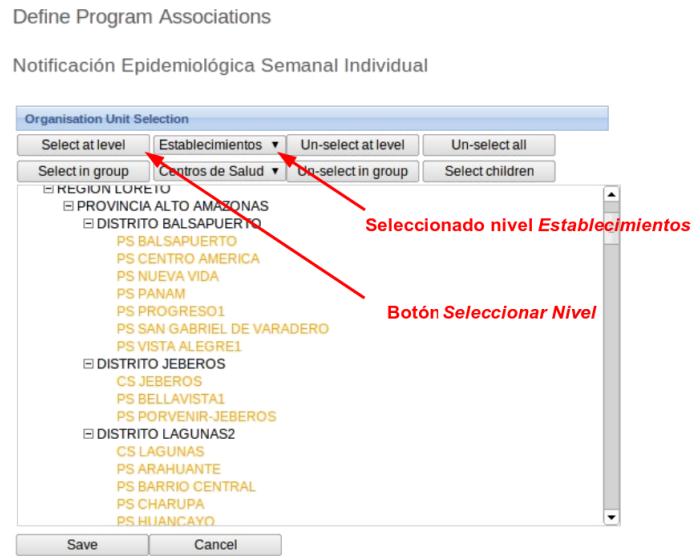 Define Program Associations
Notificación Epidemiológica Semanal Individual
Organisation Unit Selection
Select at level Establecimientos Un-select at level Un-select all
Select in group Centros de Salud Un-select in group Select children
REGION LORETO
PROVINCIA ALTO AMAZONAS
DISTRITO BALSAPUERTO
Seleccionado nivel Establecimientos
PS BALSAPUERTO
PS CENTRO AMERICA
PS NUEVA VIDA
PS PANAM
PS PROGRESO1
Botón Seleccionar Nivel
PS SAN GABRIEL DE VARADERO
PS VISTA ALEGRE1
DISTRITO JEBEROS
CS JEBEROS
PS BELLAVISTA1
PS PORVENIR-JEBEROS
DISTRITO LAGUNAS2
CS LAGUNAS
PS ARAHUANTE
PS BARRIO CENTRAL
PS CHARUPA
PS HUANCAYO
Save Cancel